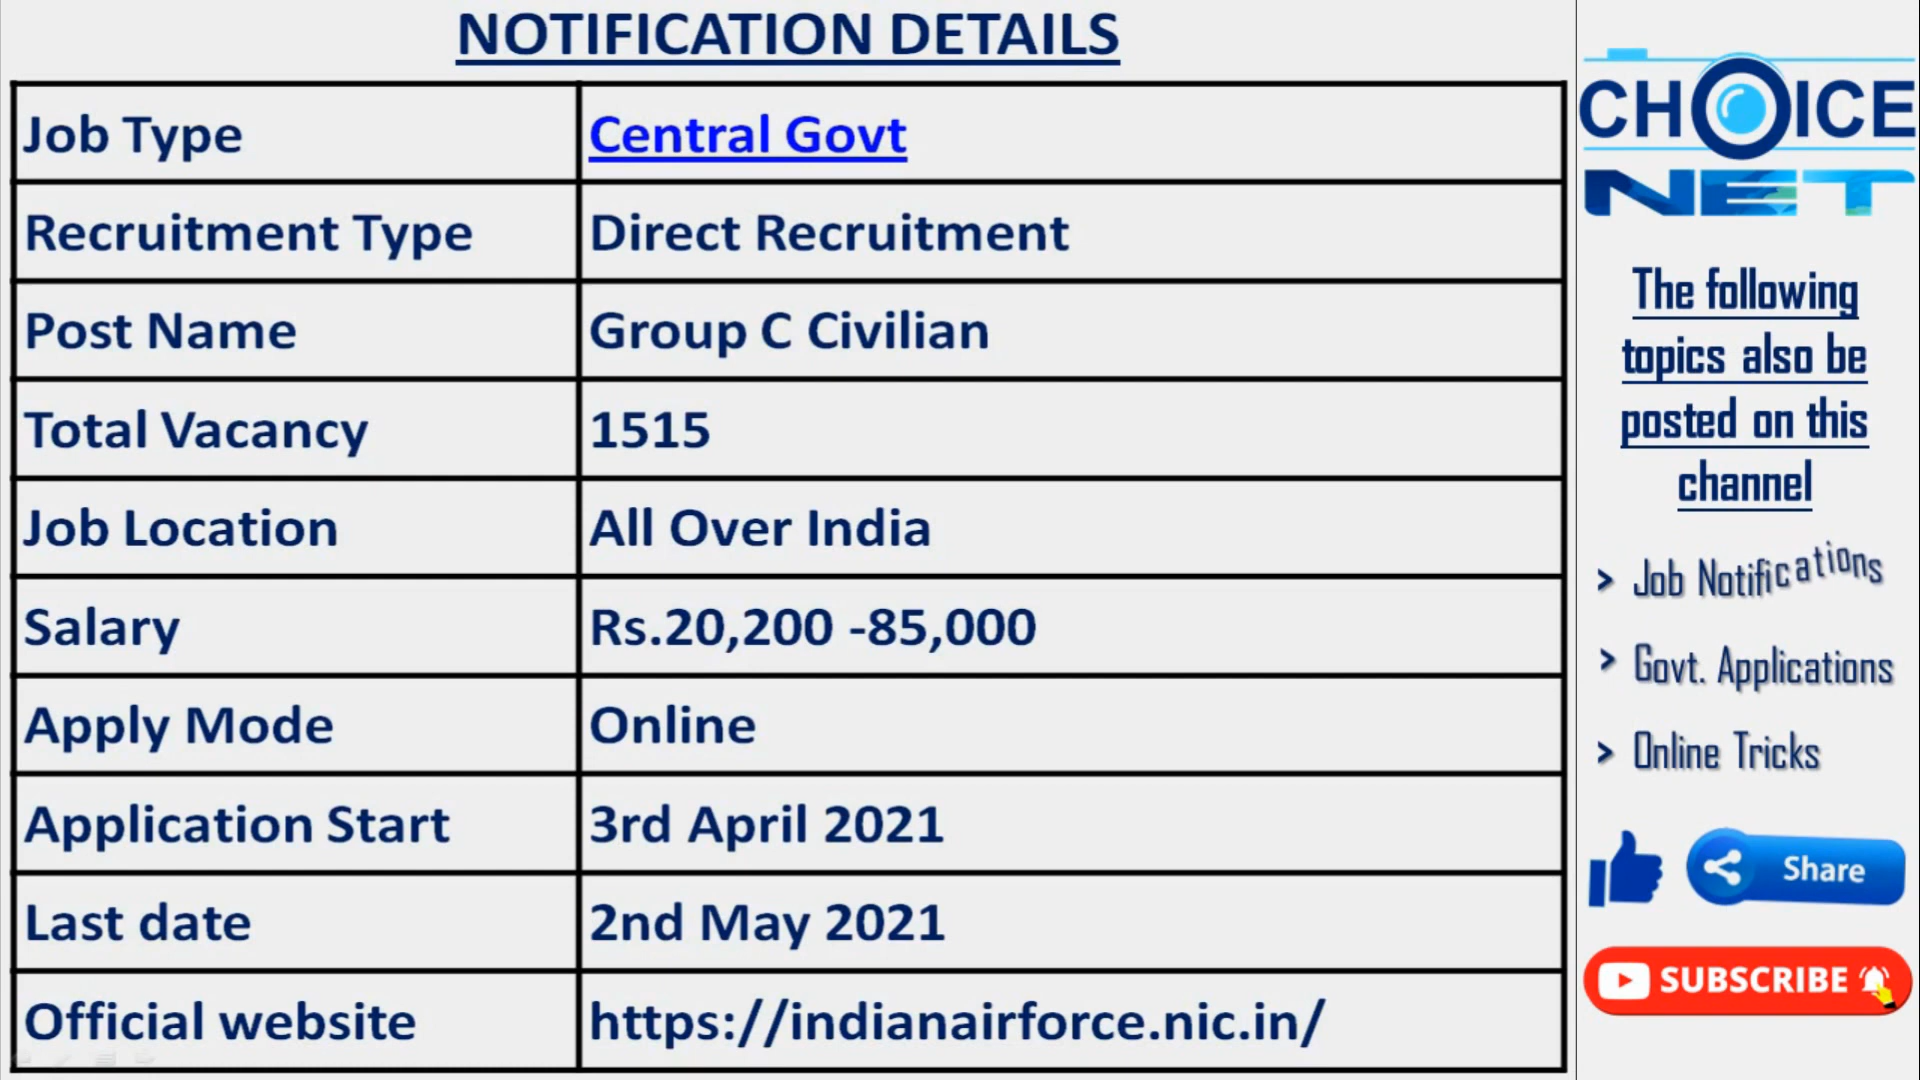 NOTIFICATION DETAILS
Job Type Central Govt
Recruitment Type Direct Recruitment
Post Name Group C Civilian
Total Vacancy 1515
Job Location All Over India
Salary Rs.20,200 -85,000
Apply Mode Online
Application Start 3rd April 2021
Last date 2nd May 2021
Official website https://indianairforce.nic.in/
CHOICE
NET
The following
topics also be
posted on this
channel
> Job Notifications
> Govt. Applications
> Online Tricks
Share
SUBSCRIBE